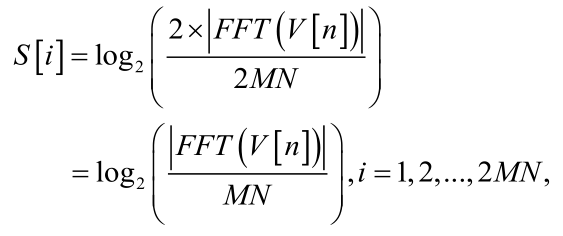 S[i] = log₂ ( 2×|FFT(V[n])| / 2MN )
= log₂ ( |FFT(V[n])| / MN ), i = 1, 2, ..., 2MN,